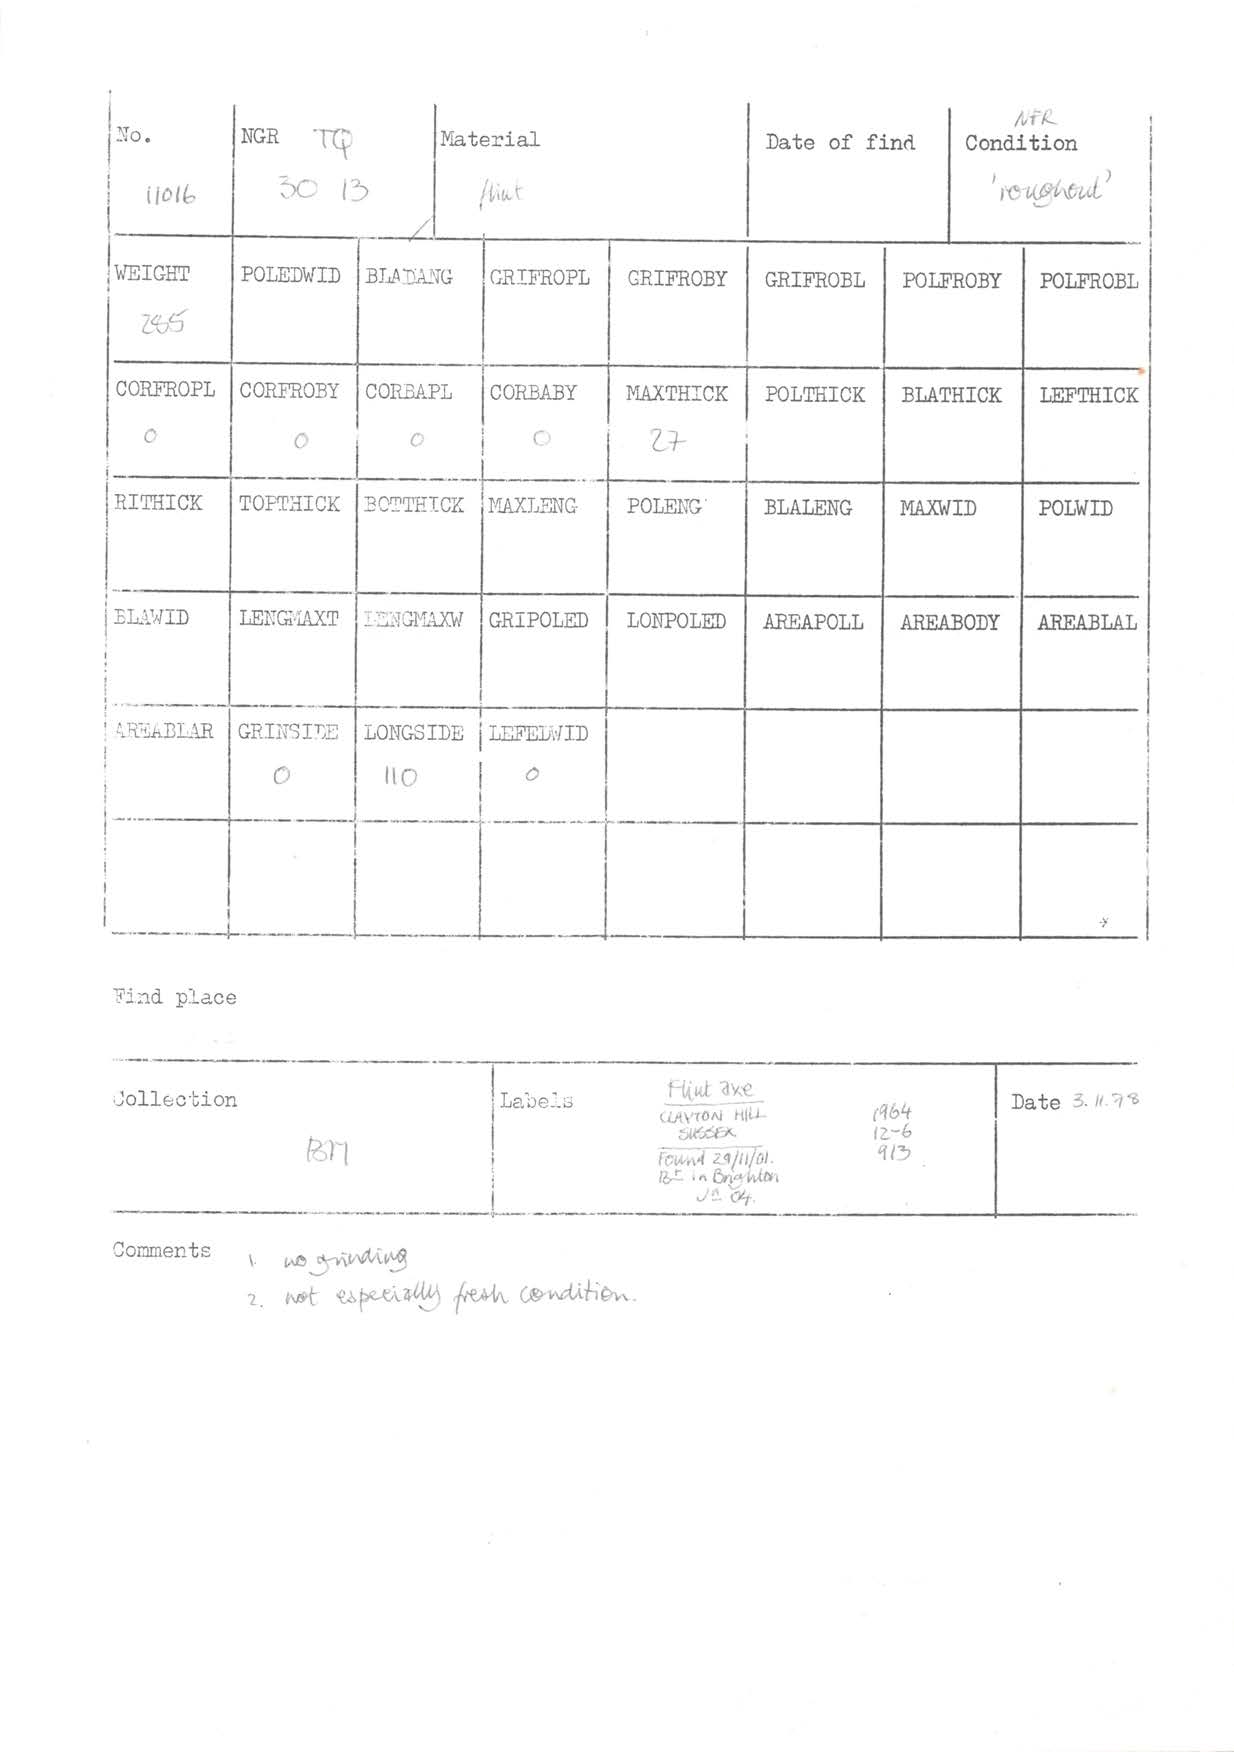 No. NGR TQ Material Date of find NFR Condition
11016 30 13 flint 'roughout'
WEIGHT POLEDWID BLADANG GRIFROPL GRIFROBY GRIFROBL POLFROBY POLFROBL
CORFROPL CORFROBY CORBAPL CORBABY MAXTHICK POLTHICK BLATHICK LEFTHICK
0 0 0 0 27
RITHICK TOPTHICK BOTTHICK MAXLENG POLENG BLALENG MAXWID POLWID
BLAWID LENGMAXT LENGMAXW GRIPOLED LONPOLED AREAPOLL AREABODY AREABLAL
AREABLAR GRINSIDE LONGSIDE LEFEDWID
0 110 0
Find place
Collection BM
Labels
Flint axe
CLAYTON HILL
SUSSEX
Found 29/11/01.
Bt in Brighton
Jn 04.
1964
12-6
913
Date 3.11.78
Comments 1. no grinding
2. not especially fresh condition.